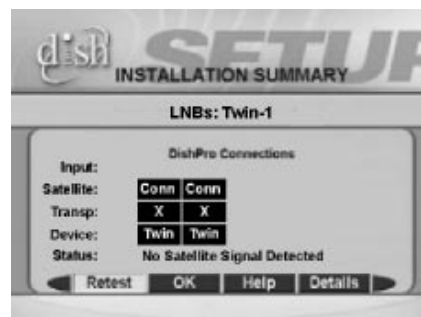 dish SETUP
INSTALLATION SUMMARY
LNBs: Twin-1
DishPro Connections
Input:
Satellite: Conn Conn
Transp: X X
Device: Twin Twin
Status: No Satellite Signal Detected
Retest OK Help Details